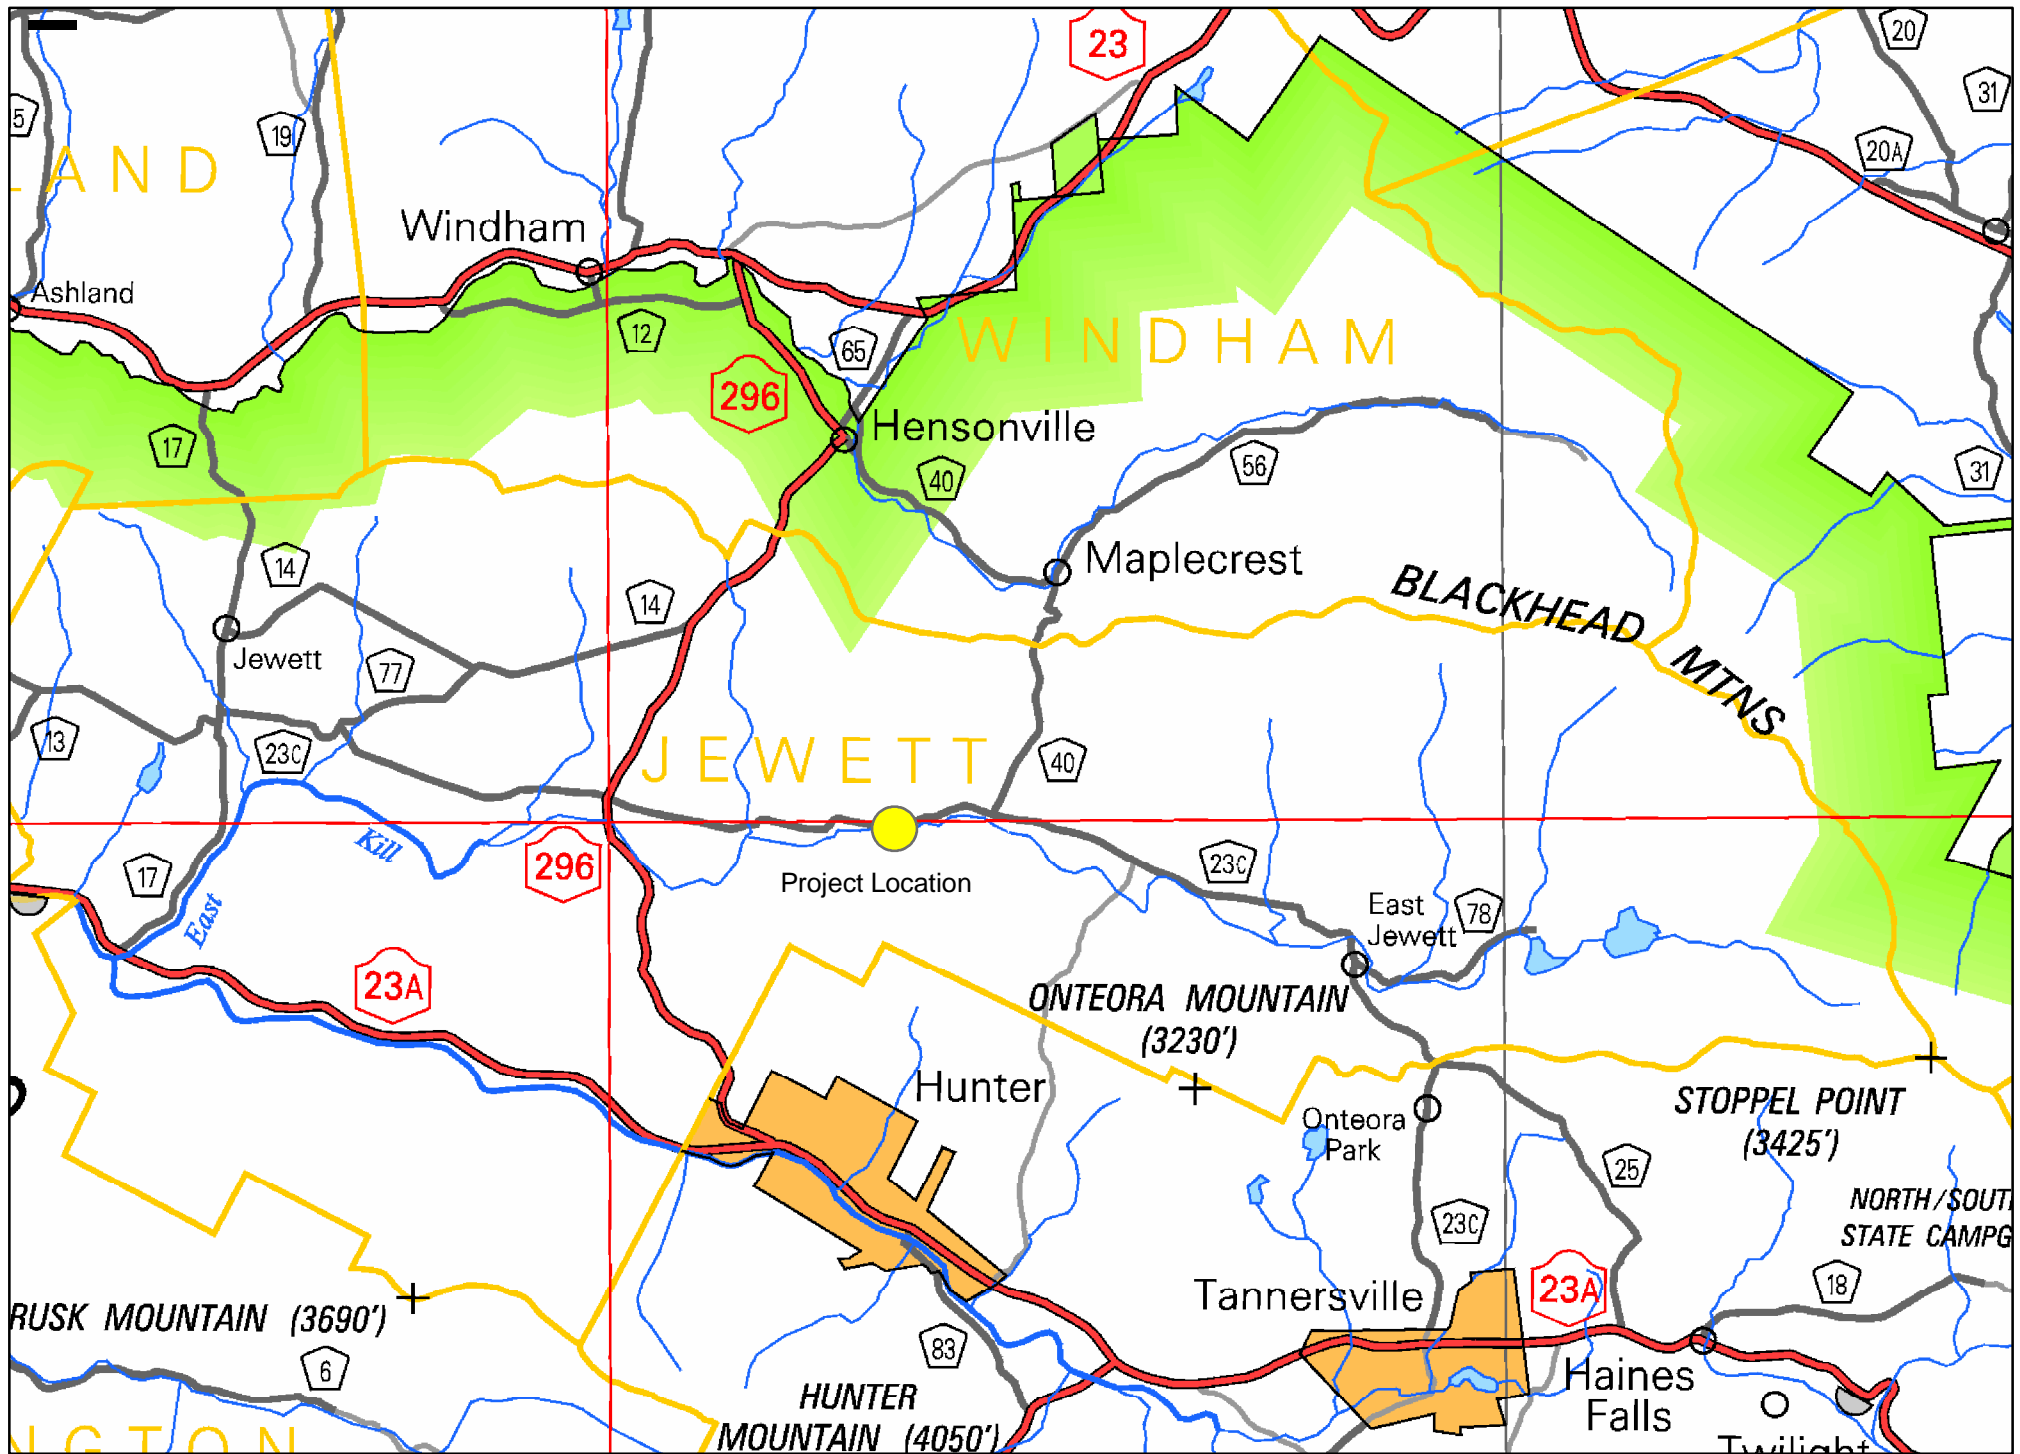 23
20
31
5
19
20A
LAND
Windham
Ashland
12
65
WINDHAM
296
Hensonville
17
40
56
31
14
Maplecrest
14
BLACKHEAD MTNS
Jewett
77
13
23C
JEWETT
40
Kill
296
17
Project Location
23C
East
East
Jewett
78
23A
ONTEORA MOUNTAIN
(3230')
Hunter
STOPPEL POINT
(3425')
Onteora
Park
25
NORTH/SOUT
STATE CAMPG
23C
23A
18
Tannersville
RUSK MOUNTAIN (3690')
6
83
Haines
Falls
HUNTER
MOUNTAIN (4050')
NGTON
Twilight